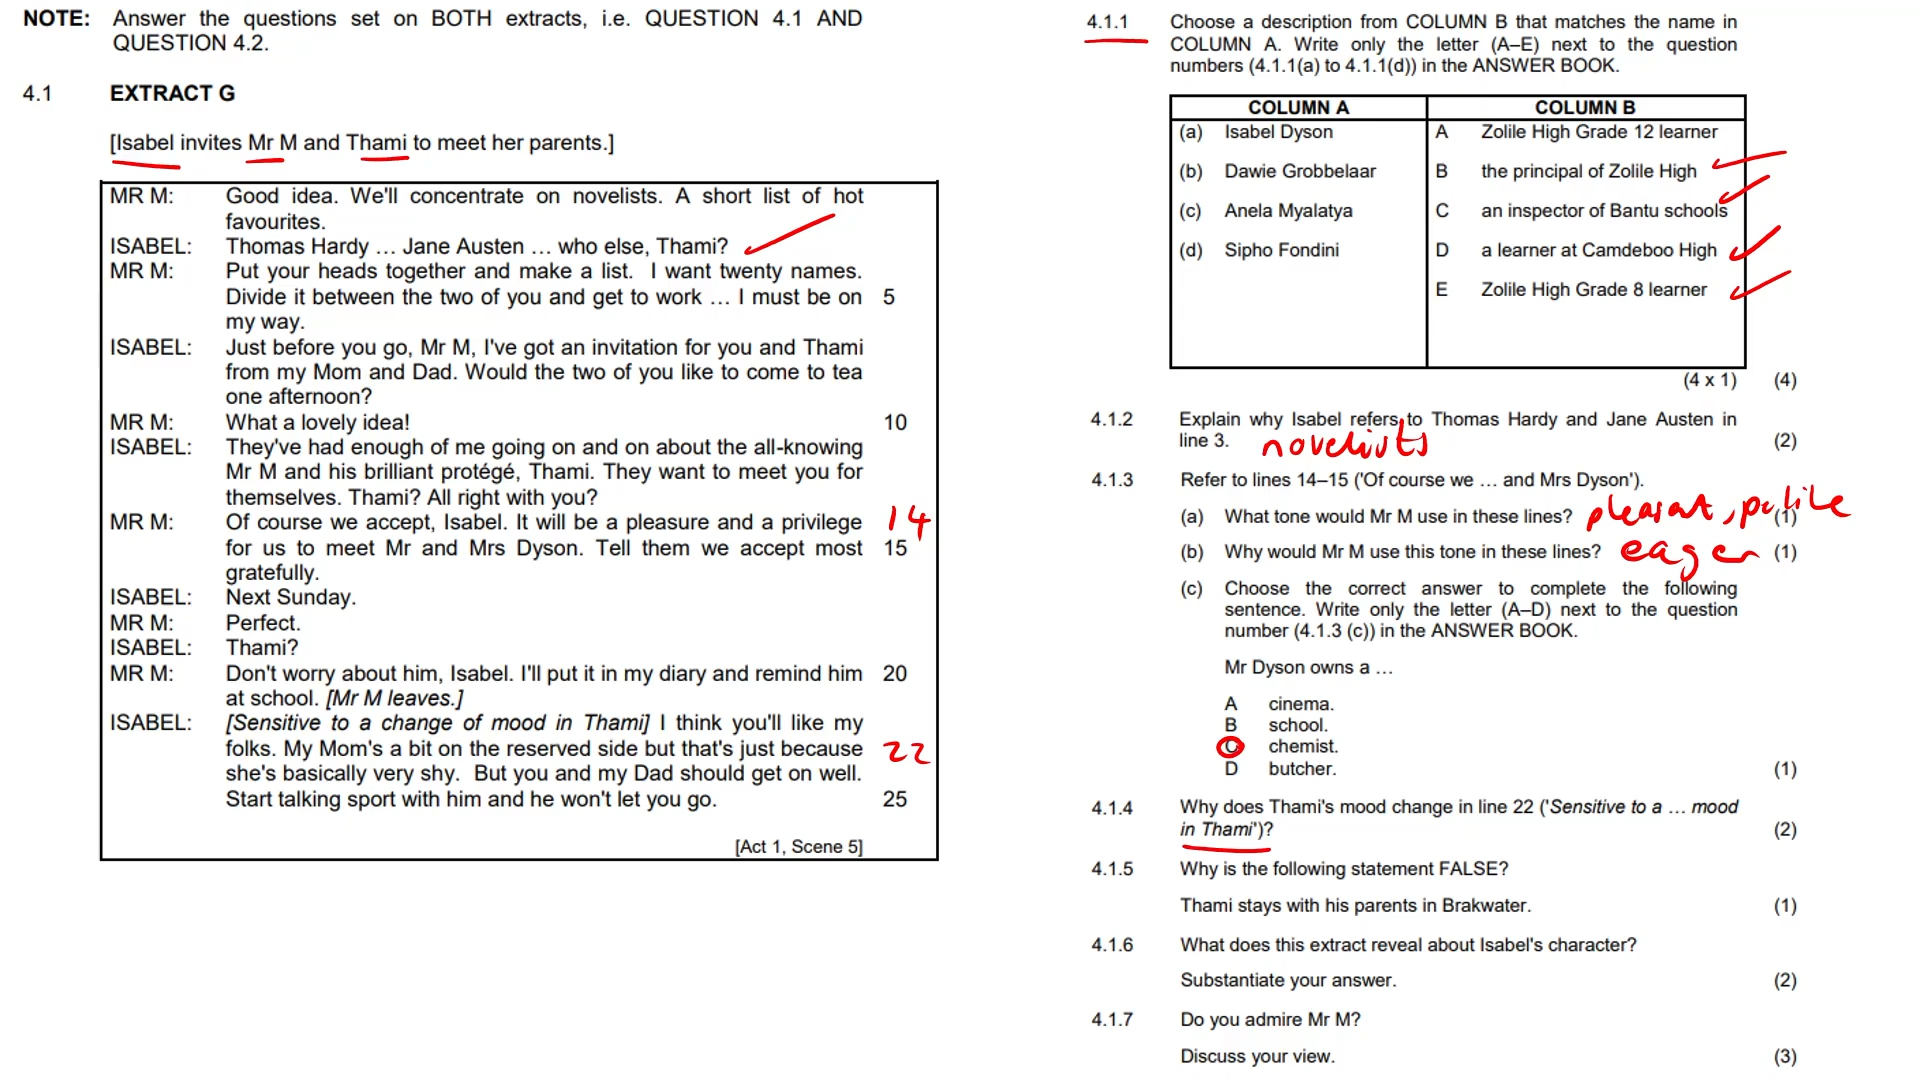 NOTE: Answer the questions set on BOTH extracts, i.e. QUESTION 4.1 AND
QUESTION 4.2.
4.1 EXTRACT G
[Isabel invites Mr M and Thami to meet her parents.]
MR M: Good idea. We'll concentrate on novelists. A short list of hot
favourites.
ISABEL: Thomas Hardy … Jane Austen … who else, Thami?
MR M: Put your heads together and make a list. I want twenty names.
Divide it between the two of you and get to work … I must be on 5
my way.
ISABEL: Just before you go, Mr M, I've got an invitation for you and Thami
from my Mom and Dad. Would the two of you like to come to tea
one afternoon?
MR M: What a lovely idea! 10
ISABEL: They've had enough of me going on and on about the all-knowing
Mr M and his brilliant protégé, Thami. They want to meet you for
themselves. Thami? All right with you?
MR M: Of course we accept, Isabel. It will be a pleasure and a privilege 14
for us to meet Mr and Mrs Dyson. Tell them we accept most 15
gratefully.
ISABEL: Next Sunday.
MR M: Perfect.
ISABEL: Thami?
MR M: Don't worry about him, Isabel. I'll put it in my diary and remind him 20
at school. [Mr M leaves.]
ISABEL: [Sensitive to a change of mood in Thami] I think you'll like my
folks. My Mom's a bit on the reserved side but that's just because 22
she's basically very shy. But you and my Dad should get on well.
Start talking sport with him and he won't let you go. 25
[Act 1, Scene 5]
4.1.1 Choose a description from COLUMN B that matches the name in
COLUMN A. Write only the letter (A–E) next to the question
numbers (4.1.1(a) to 4.1.1(d)) in the ANSWER BOOK.
COLUMN A COLUMN B
(a) Isabel Dyson A Zolile High Grade 12 learner
(b) Dawie Grobbelaar B the principal of Zolile High
(c) Anela Myalatya C an inspector of Bantu schools
(d) Sipho Fondini D a learner at Camdeboo High
E Zolile High Grade 8 learner
(4 x 1) (4)
4.1.2 Explain why Isabel refers to Thomas Hardy and Jane Austen in
line 3. novelists (2)
4.1.3 Refer to lines 14–15 ('Of course we … and Mrs Dyson').
(a) What tone would Mr M use in these lines? pleasant, polite (1)
(b) Why would Mr M use this tone in these lines? eager (1)
(c) Choose the correct answer to complete the following
sentence. Write only the letter (A–D) next to the question
number (4.1.3 (c)) in the ANSWER BOOK.
Mr Dyson owns a …
A cinema.
B school.
C chemist.
D butcher. (1)
4.1.4 Why does Thami's mood change in line 22 ('Sensitive to a … mood
in Thami')? (2)
4.1.5 Why is the following statement FALSE?
Thami stays with his parents in Brakwater. (1)
4.1.6 What does this extract reveal about Isabel's character?
Substantiate your answer. (2)
4.1.7 Do you admire Mr M?
Discuss your view. (3)